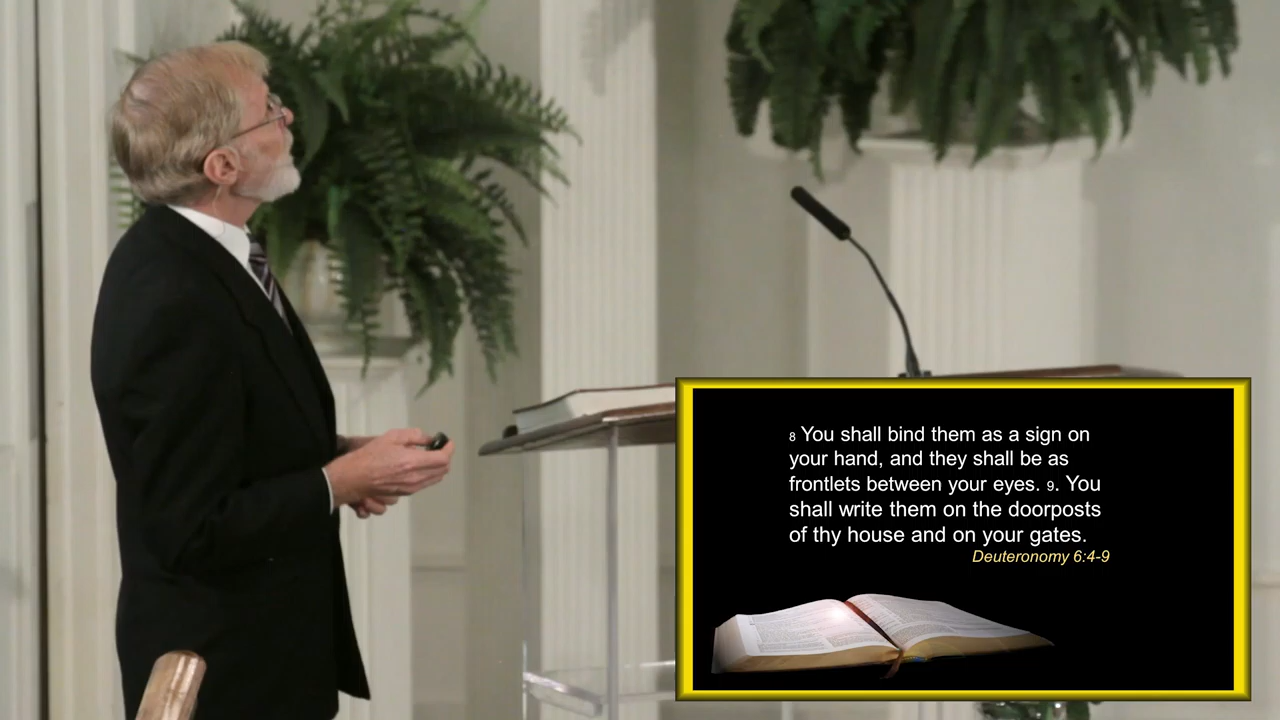 8 You shall bind them as a sign on
your hand, and they shall be as
frontlets between your eyes. 9. You
shall write them on the doorposts
of thy house and on your gates.
Deuteronomy 6:4-9